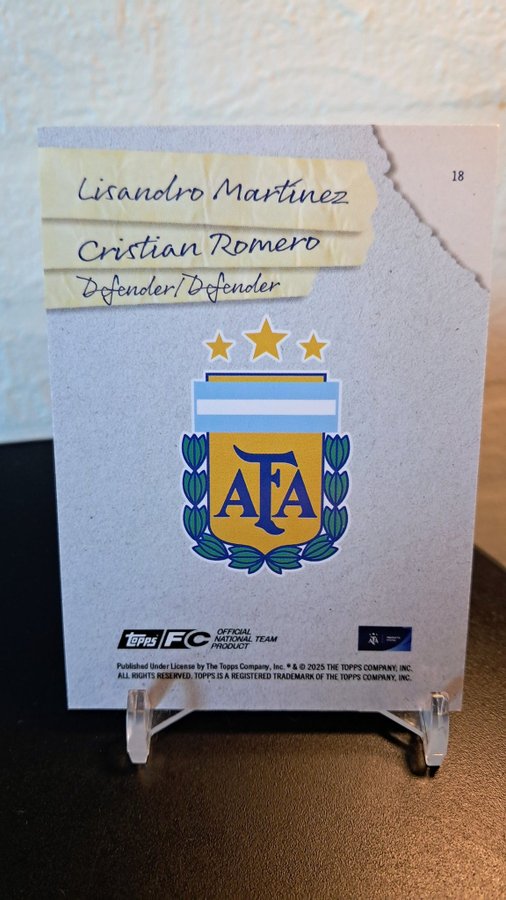 18
Lisandro Martínez
Cristian Romero
Defender/Defender
AFA
topps FC OFFICIAL
NATIONAL TEAM
PRODUCT
Published Under License by The Topps Company, Inc. ® & © 2025 THE TOPPS COMPANY, INC.
ALL RIGHTS RESERVED. TOPPS IS A REGISTERED TRADEMARK OF THE TOPPS COMPANY, INC.